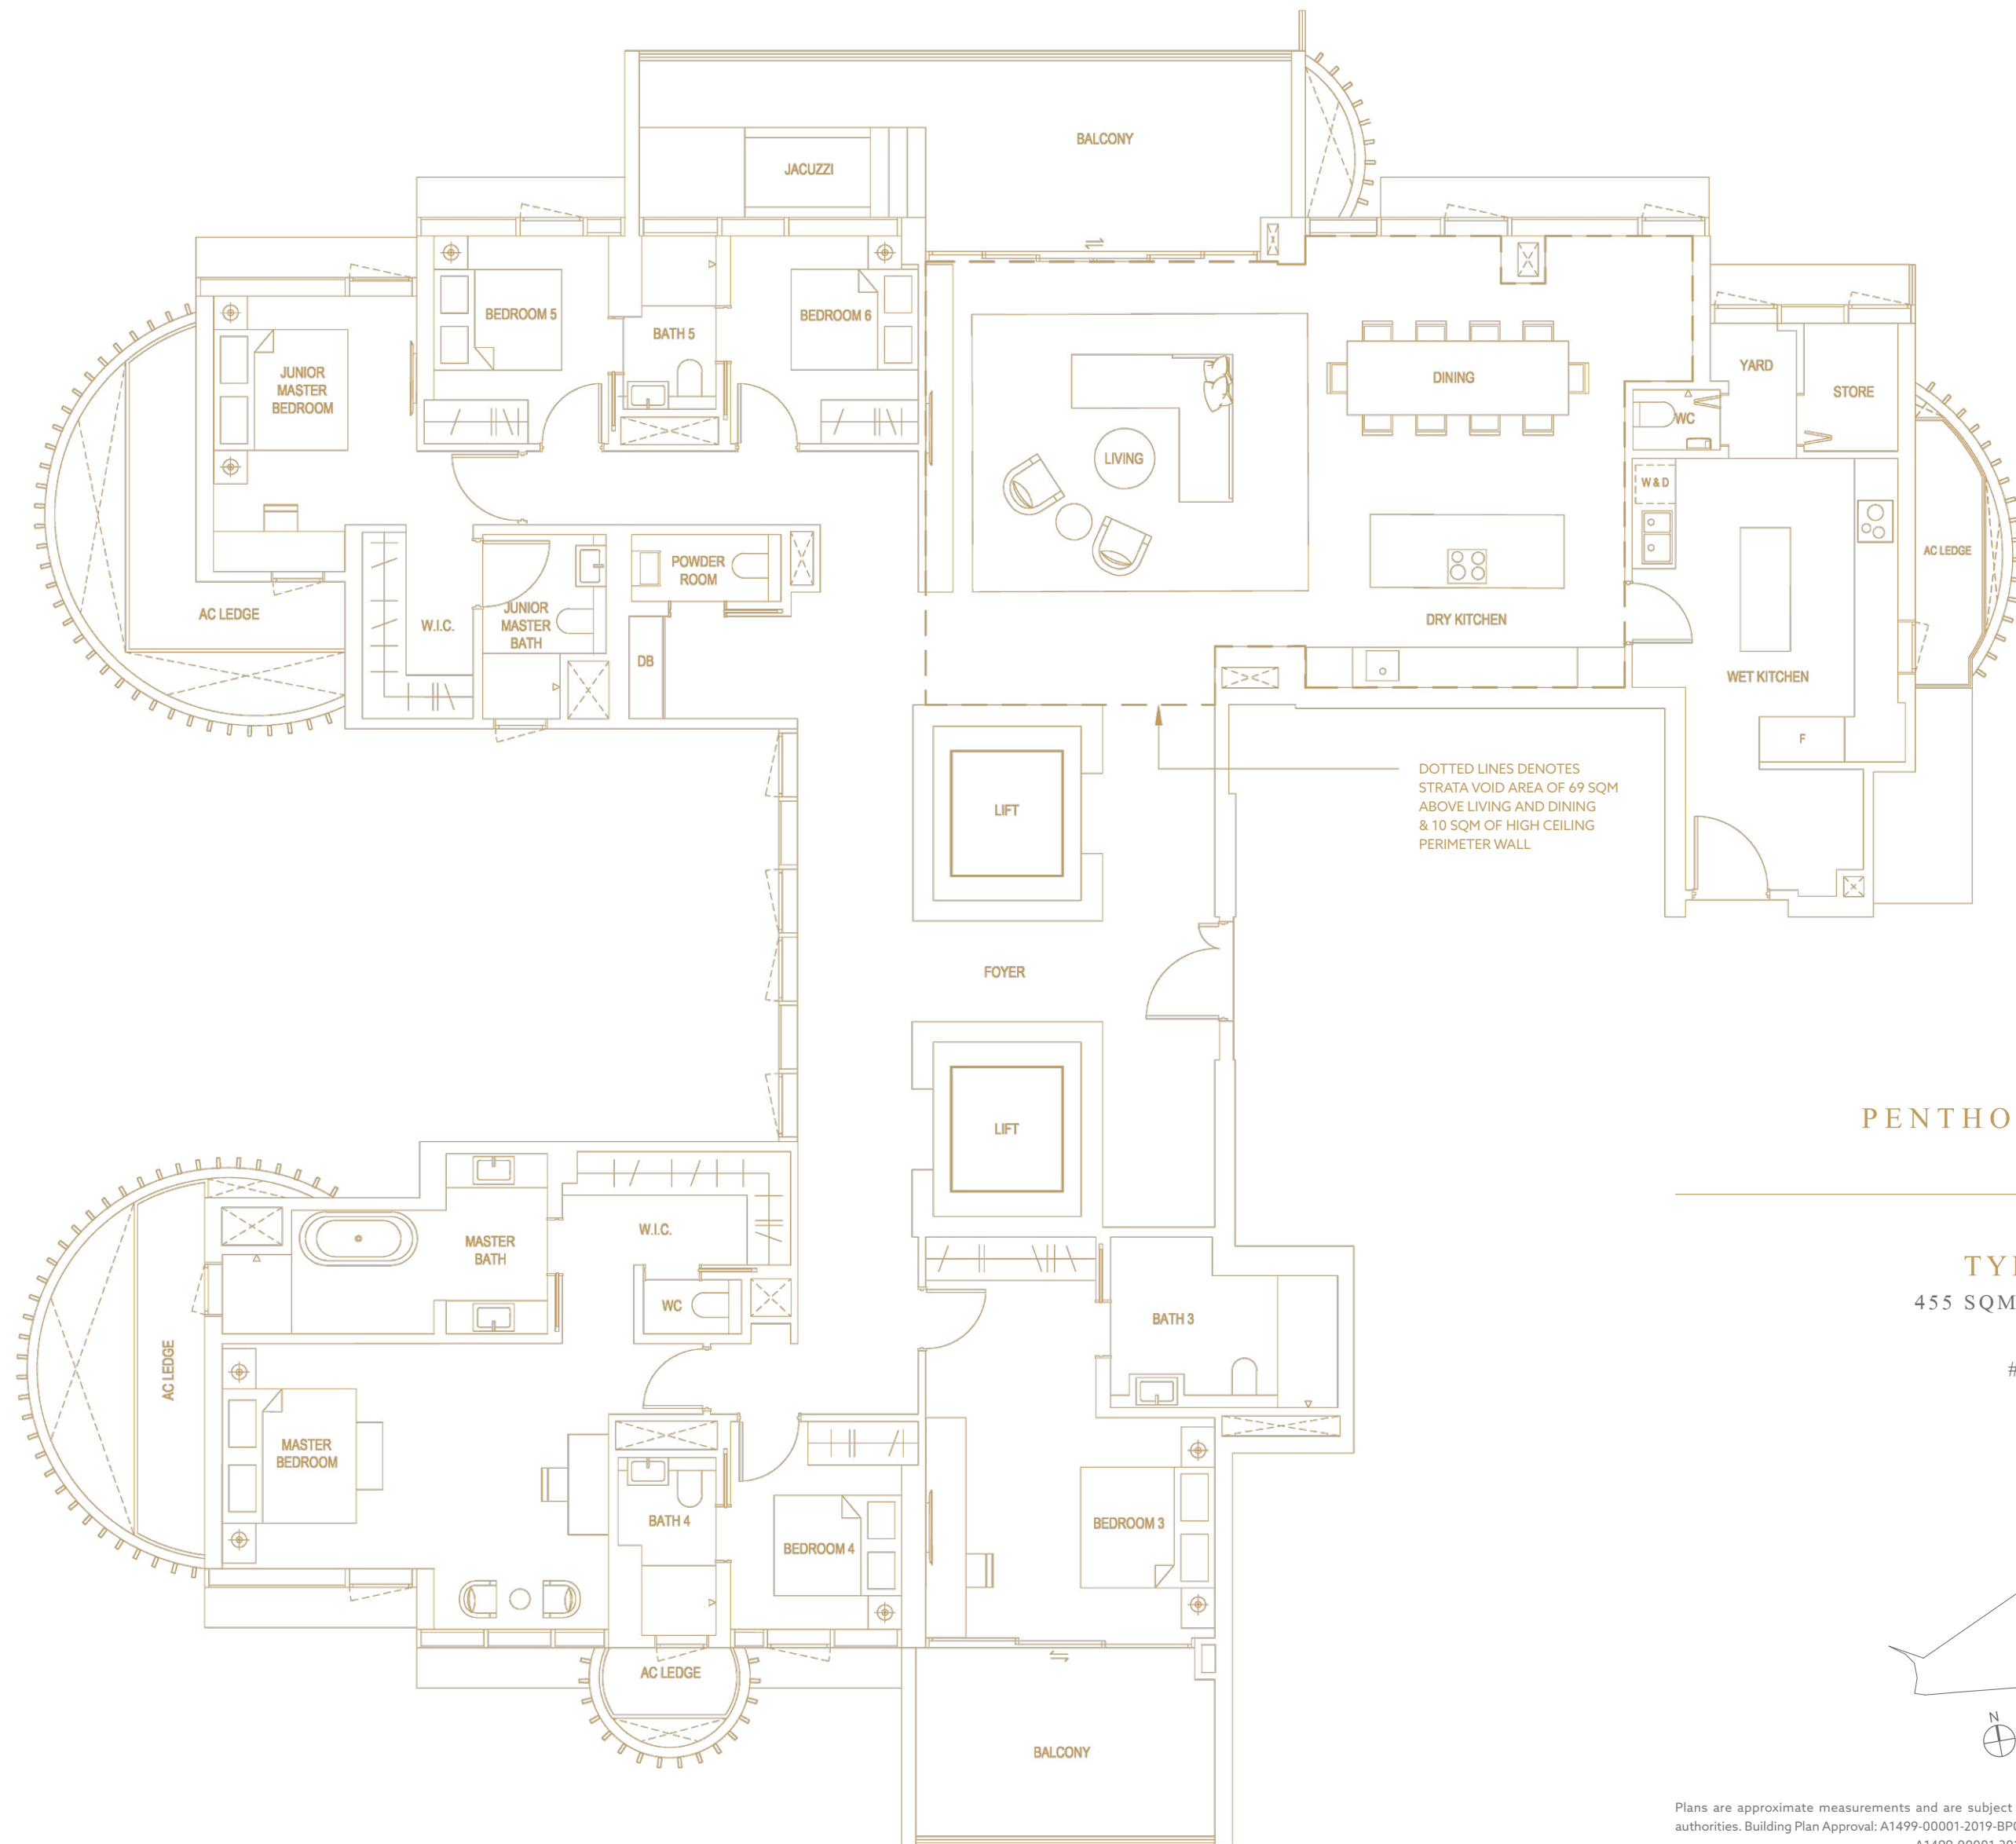 BALCONY
JACUZZI
BEDROOM 5
BATH 5
BEDROOM 6
JUNIOR
MASTER
BEDROOM
DINING
YARD
STORE
WC
LIVING
W & D
AC LEDGE
POWDER
ROOM
AC LEDGE
W.I.C.
JUNIOR
MASTER
BATH
DRY KITCHEN
DB
WET KITCHEN
F
DOTTED LINES DENOTES
STRATA VOID AREA OF 69 SQM
ABOVE LIVING AND DINING
& 10 SQM OF HIGH CEILING
PERIMETER WALL
LIFT
FOYER
LIFT
PENTHO
W.I.C.
MASTER
BATH
WC
455 SQM
BATH 3
AC LEDGE
#
MASTER
BEDROOM
BATH 4
BEDROOM 4
BEDROOM 3
AC LEDGE
N
BALCONY
Plans are approximate measurements and are subject
authorities. Building Plan Approval: A1499-00001-2019-BP